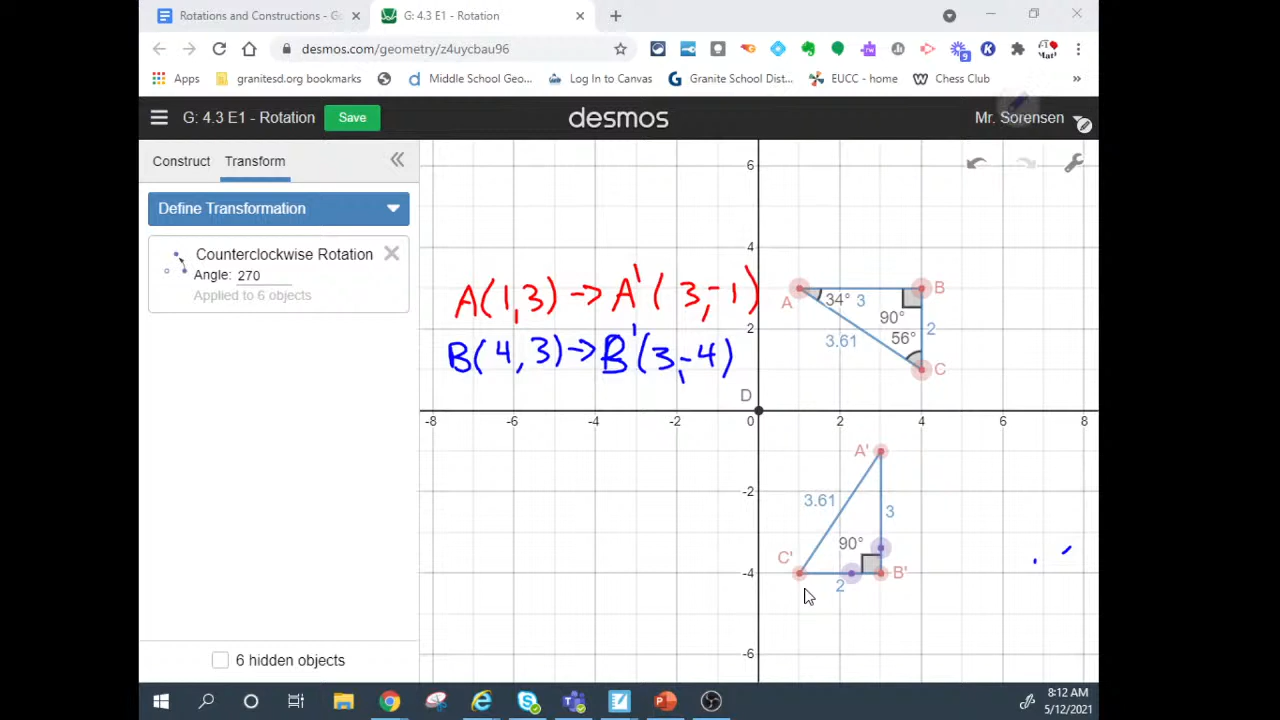 Rotations and Constructions - Go
G: 4.3 E1 - Rotation
desmos.com/geometry/z4uycbau96
Apps
granitesd.org bookmarks
Middle School Geo...
Log In to Canvas
Granite School Dist...
EUCC - home
Chess Club
»
G: 4.3 E1 - Rotation
Save
desmos
Mr. Sorensen
Construct
Transform
Define Transformation
Counterclockwise Rotation
Angle: 270
Applied to 6 objects
6 hidden objects
A(1,3) -> A'(3,-1)
B(4,3) -> B'(3,-4)
6
4
2
-2
-4
-6
-8 -6 -4 -2 0 2 4 6 8
A 34° 3 B
90°
56° 2
3.61
C
D
A'
3.61
3
90°
C'
B'
2
8:12 AM
5/12/2021